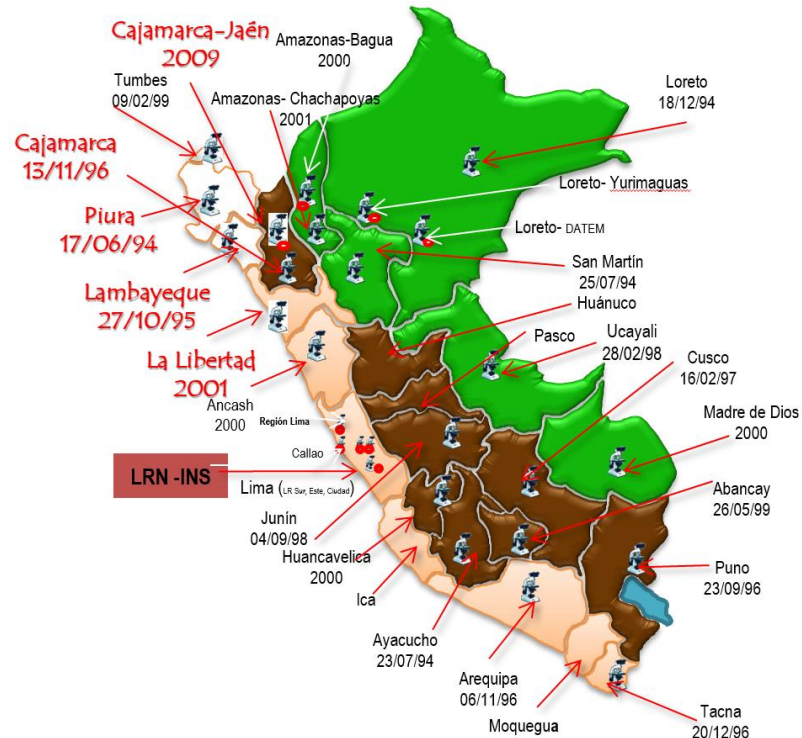 Cajamarca-Jaén
2009
Amazonas-Bagua
2000
Tumbes
09/02/99
Amazonas- Chachapoyas
2001
Loreto
18/12/94
Cajamarca
13/11/96
Loreto- Yurimaguas
Piura
17/06/94
Loreto- DATEM
San Martín
25/07/94
Lambayeque
27/10/95
Huánuco
Pasco
Ucayali
28/02/98
La Libertad
2001
Cusco
16/02/97
Ancash
2000
Región Lima
Madre de Dios
2000
Callao
LRN -INS
Lima (LR Sur, Este, Ciudad)
Abancay
26/05/99
Junín
04/09/98
Huancavelica
2000
Puno
23/09/96
Ica
Ayacucho
23/07/94
Arequipa
06/11/96
Moquegua
Tacna
20/12/96